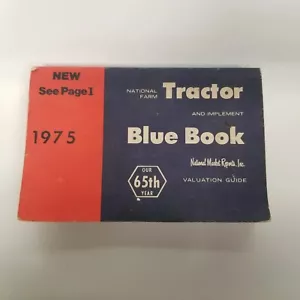 NEW
See Page 1
1975
NATIONAL FARM Tractor
AND IMPLEMENT
Blue Book
National Market Reports, Inc.
OUR
65th
YEAR
VALUATION GUIDE